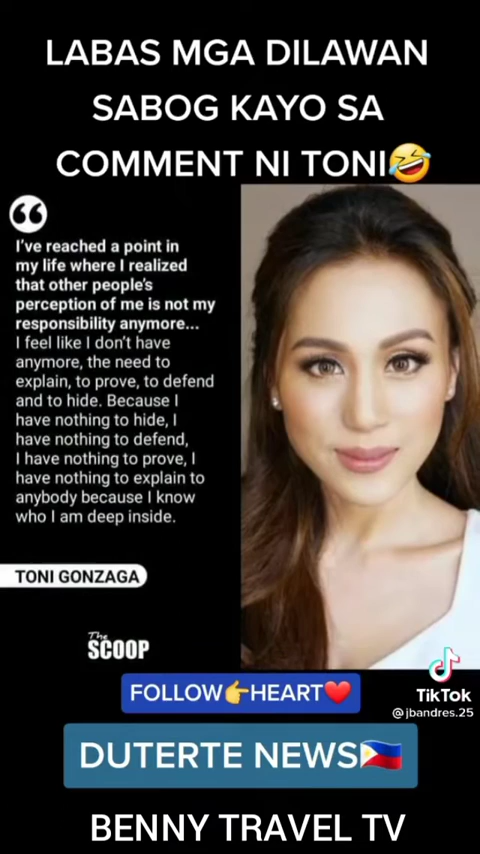 LABAS MGA DILAWAN
SABOG KAYO SA
COMMENT NI TONI🤣
I've reached a point in
my life where I realized
that other people's
perception of me is not my
responsibility anymore...
I feel like I don't have
anymore, the need to
explain, to prove, to defend
and to hide. Because I
have nothing to hide, I
have nothing to defend,
I have nothing to prove, I
have nothing to explain to
anybody because I know
who I am deep inside.
TONI GONZAGA
The
SCOOP
TikTok
@jbandres.25
FOLLOW👉HEART❤️
DUTERTE NEWS🇵🇭
BENNY TRAVEL TV